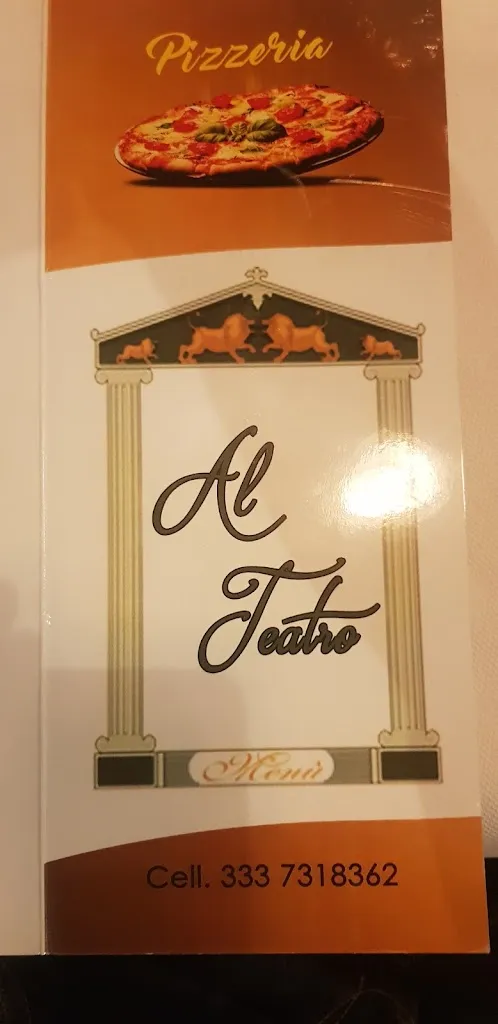 Pizzeria
Al
Teatro
Menù
Cell. 333 7318362